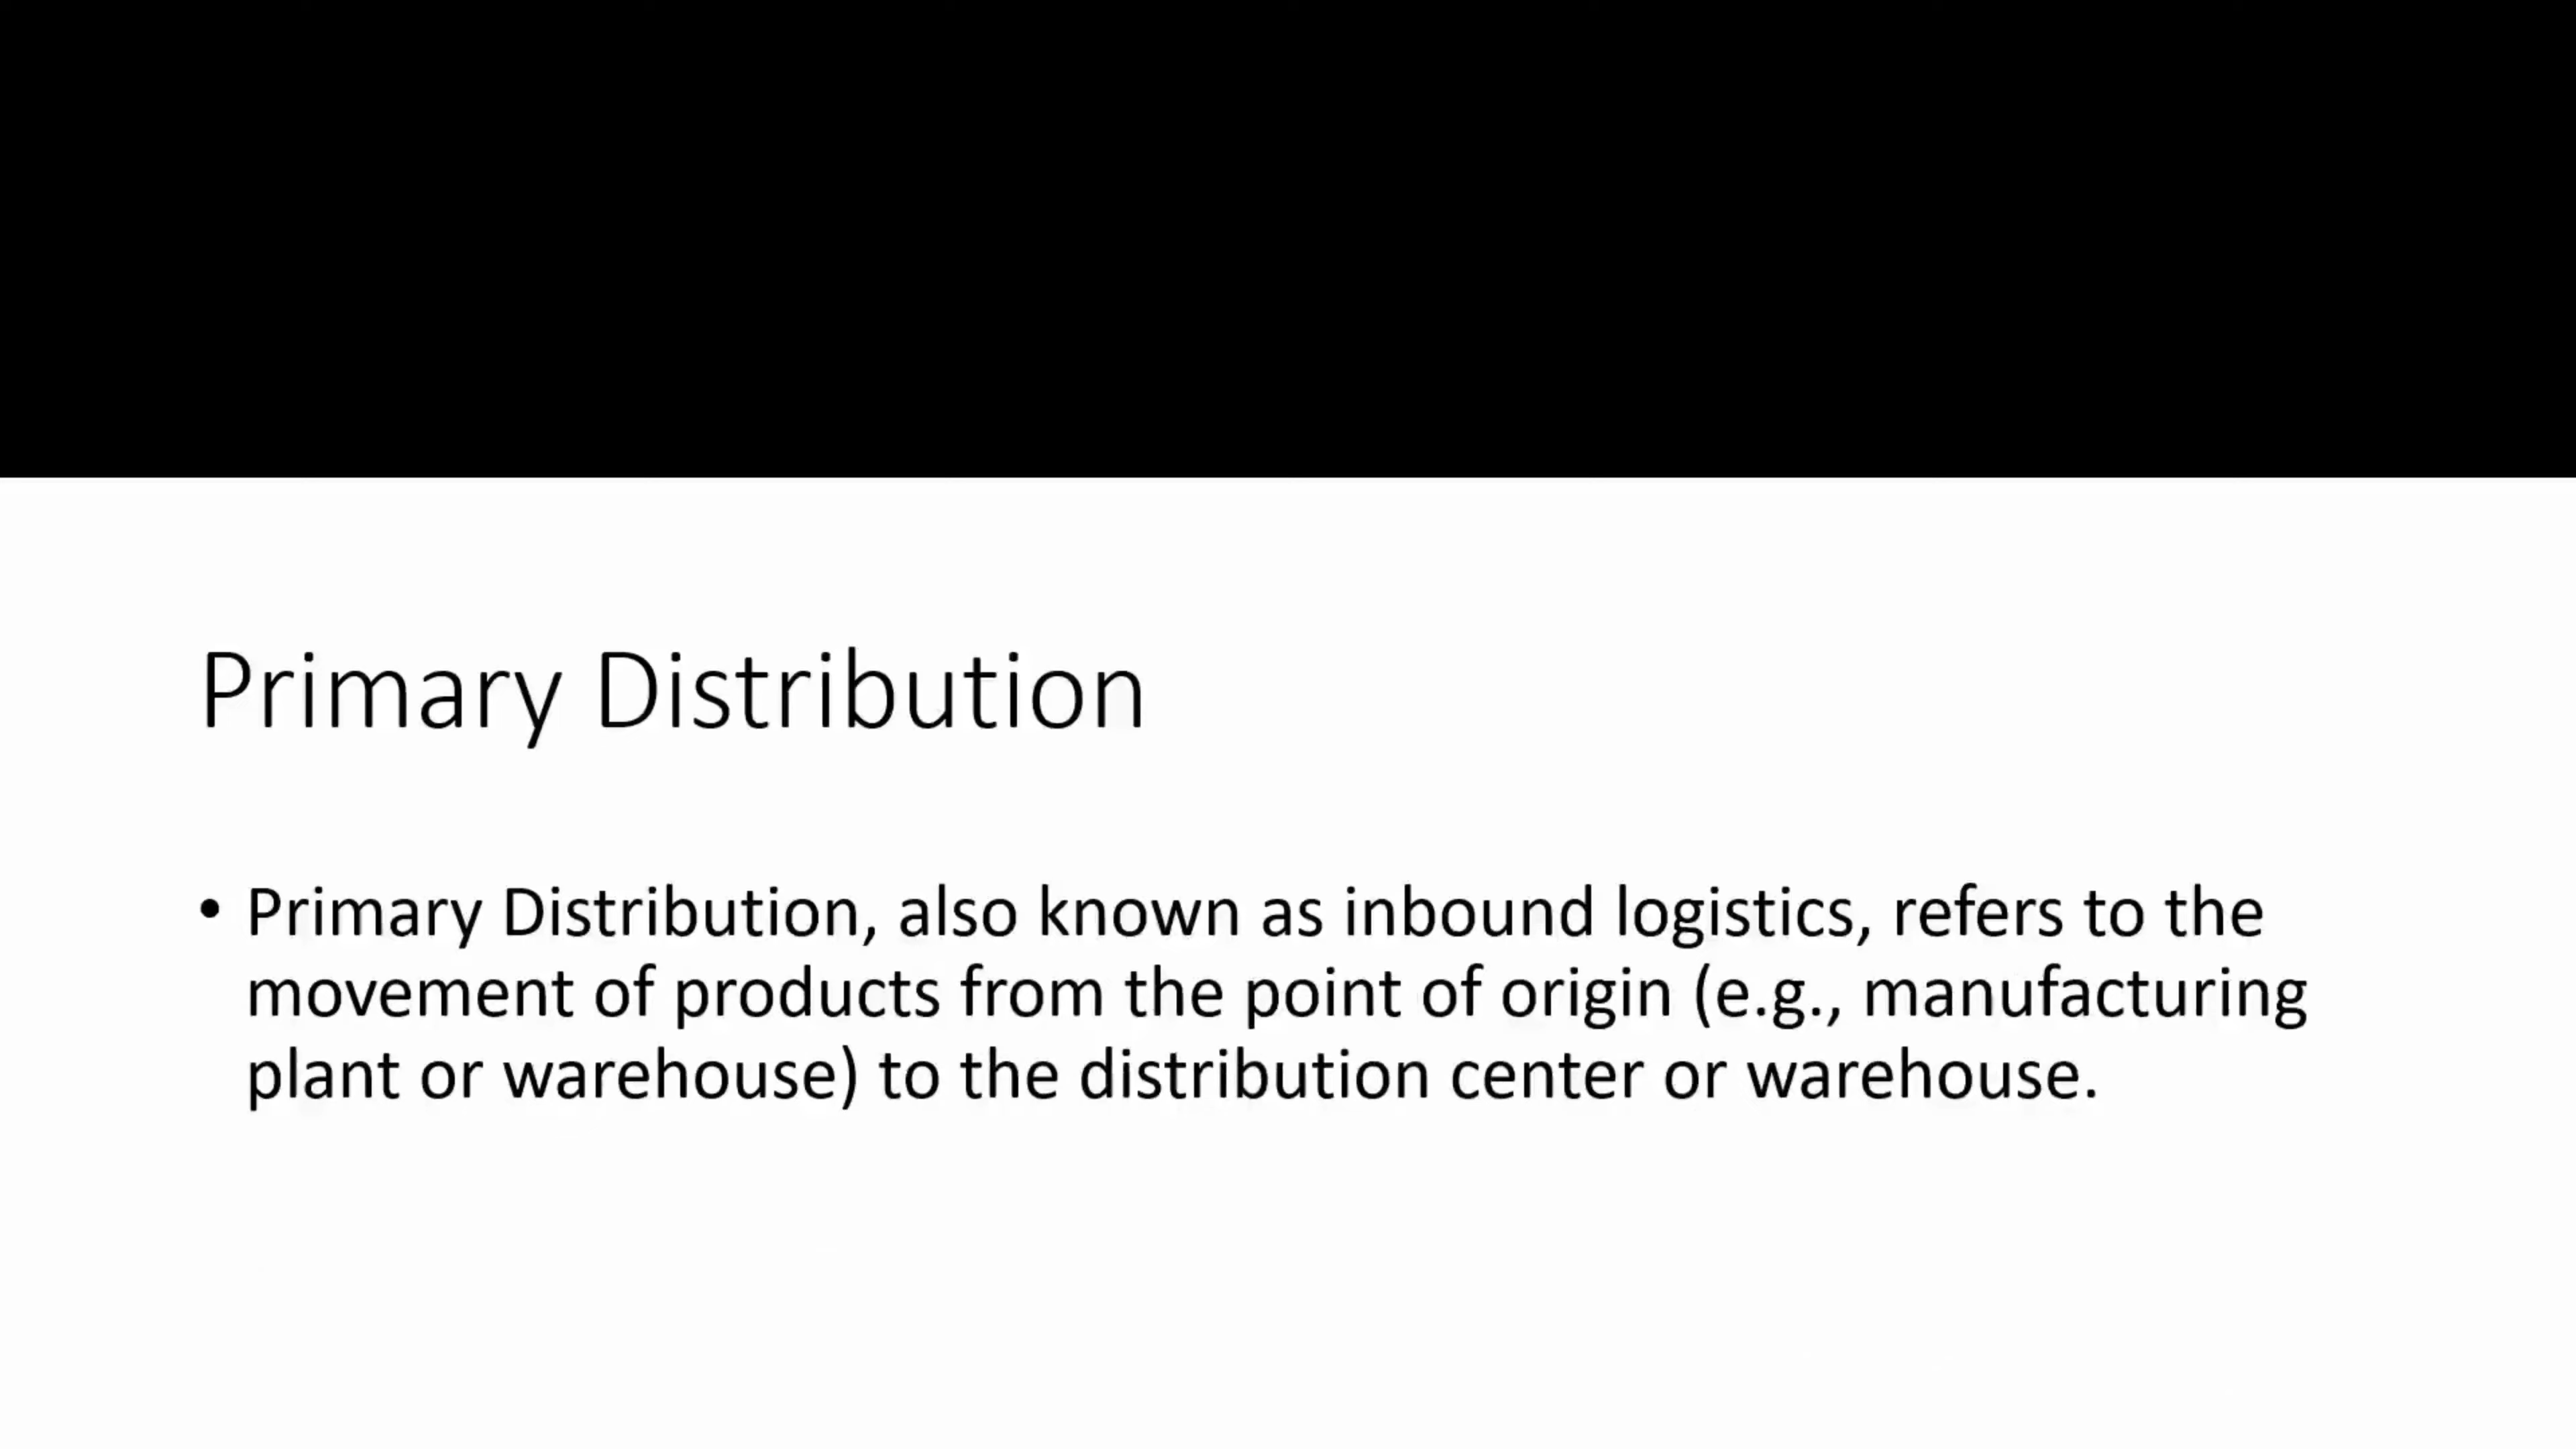 Primary Distribution
• Primary Distribution, also known as inbound logistics, refers to the
movement of products from the point of origin (e.g., manufacturing
plant or warehouse) to the distribution center or warehouse.